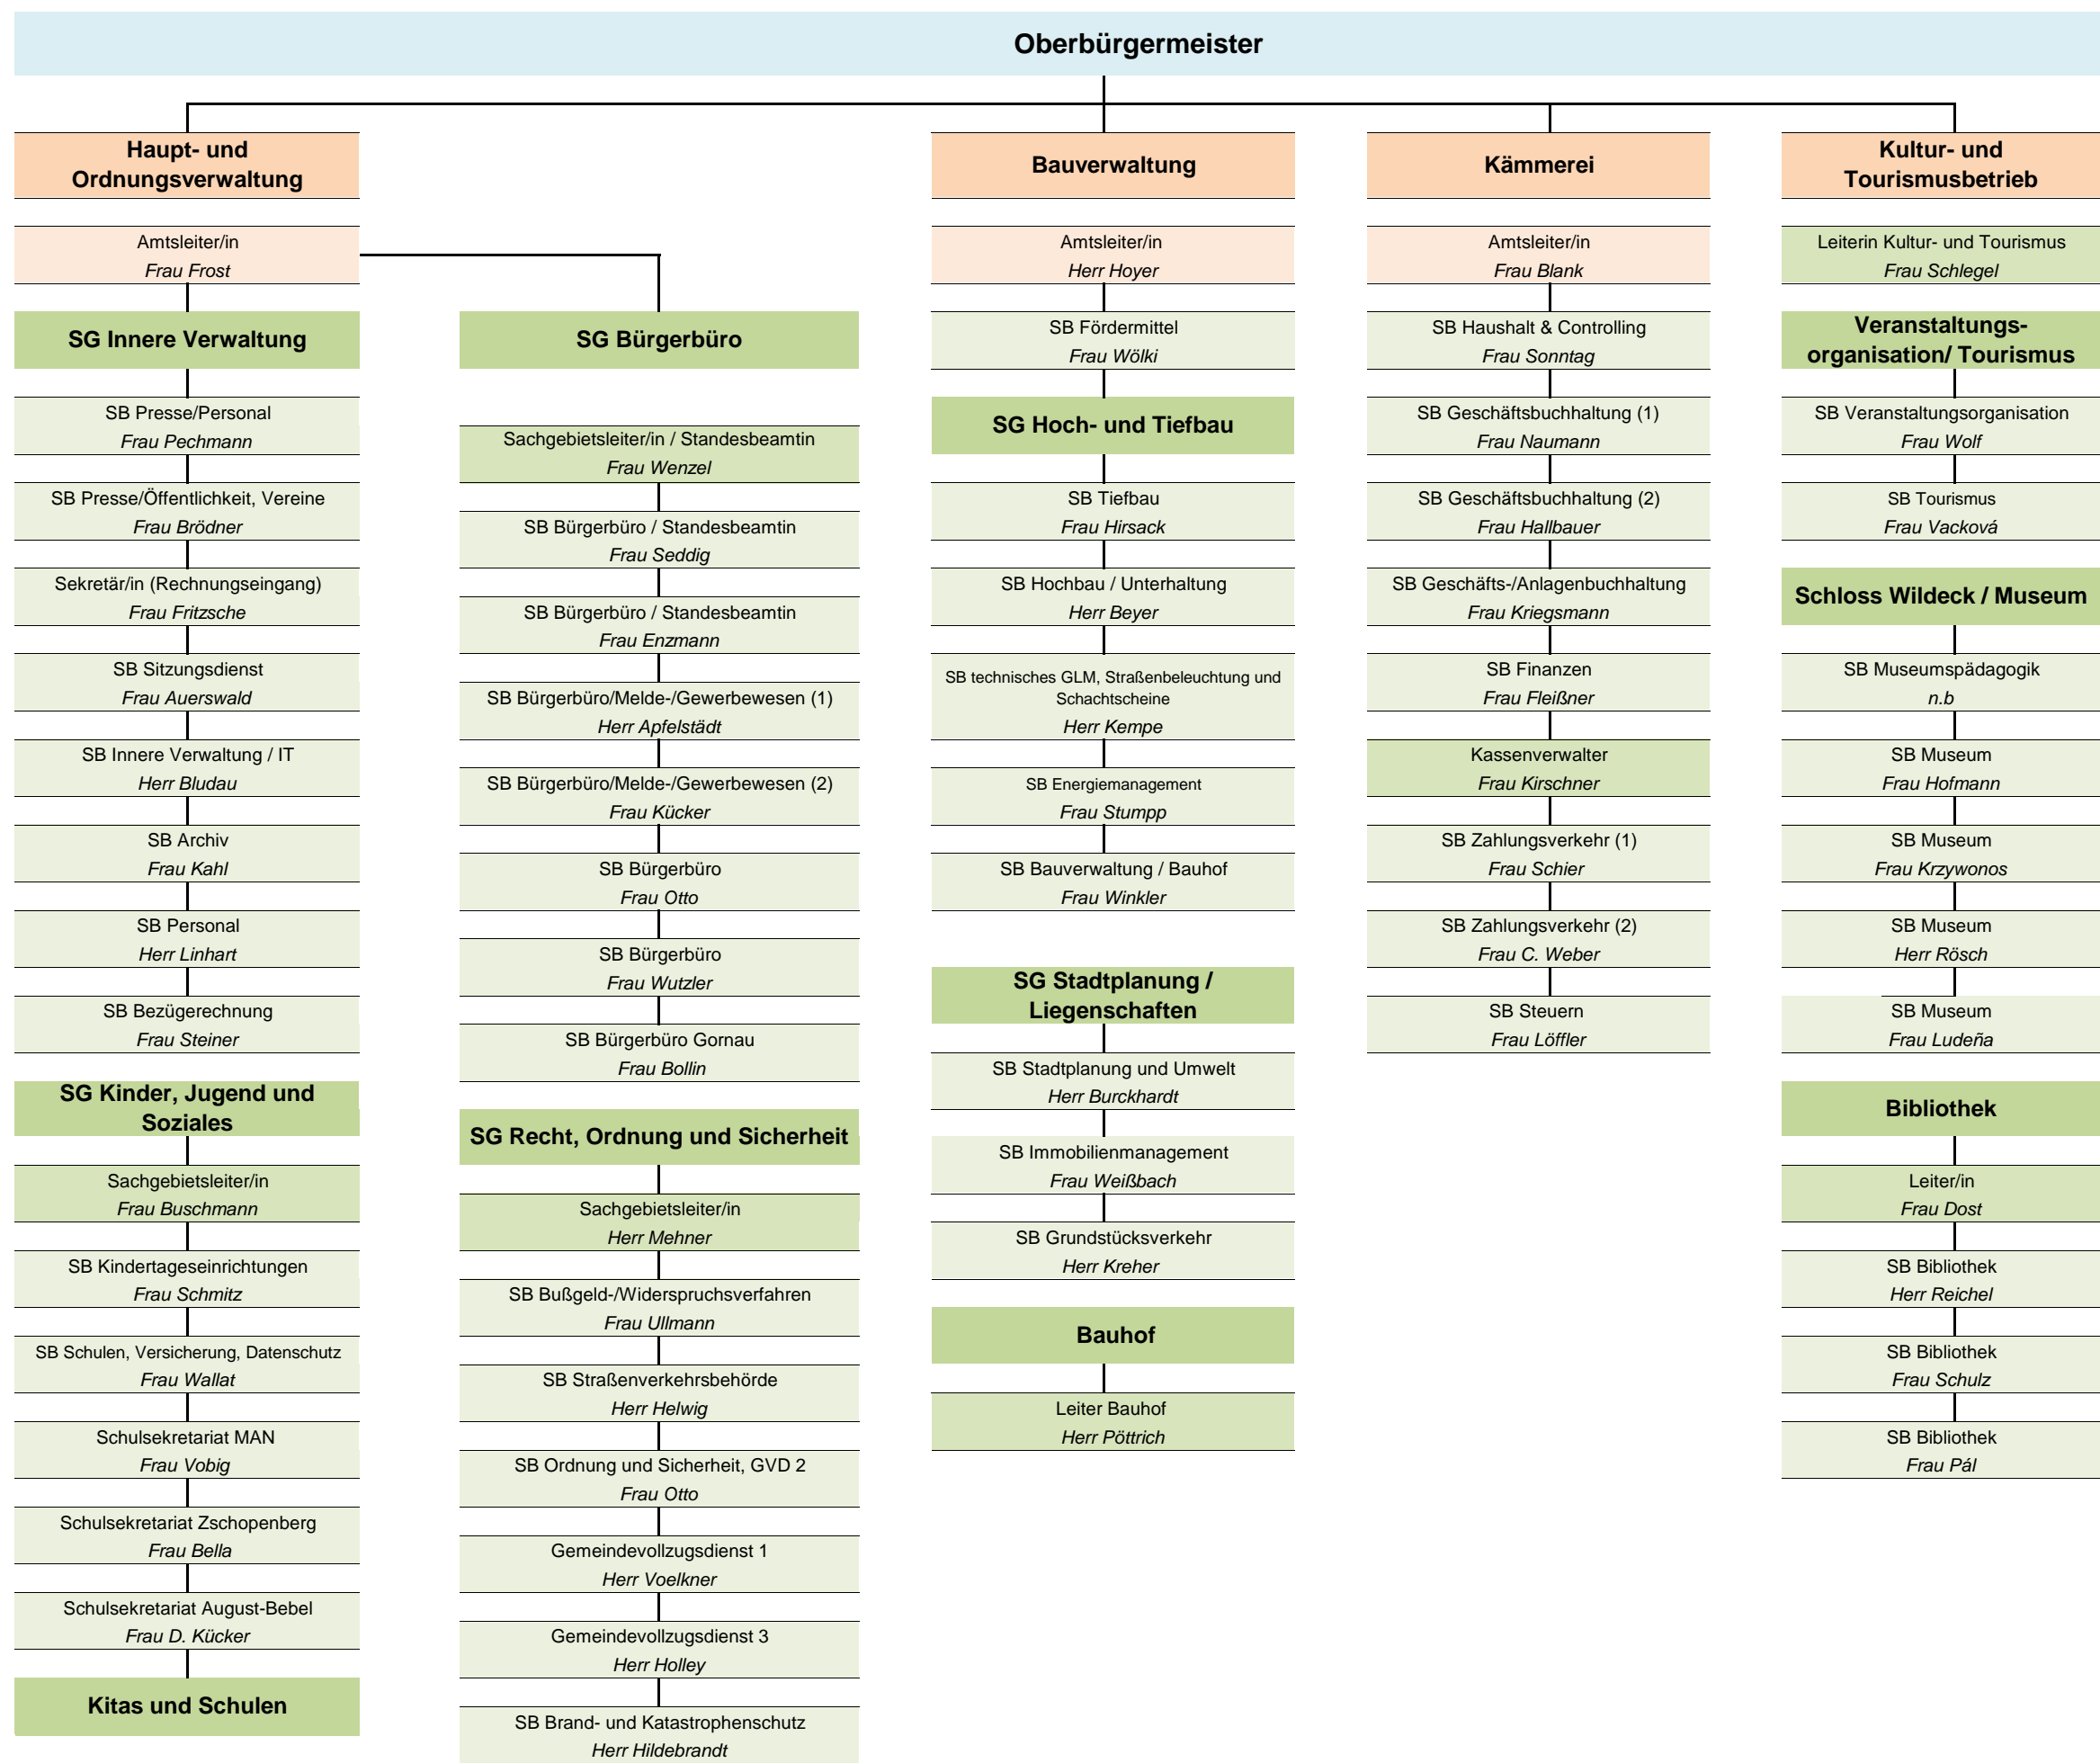 Oberbürgermeister
Haupt- und
Ordnungsverwaltung
Amtsleiter/in
Frau Frost
SG Innere Verwaltung
SB Presse/Personal
Frau Pechmann
SB Presse/Öffentlichkeit, Vereine
Frau Brödner
Sekretär/in (Rechnungseingang)
Frau Fritzsche
SB Sitzungsdienst
Frau Auerswald
SB Innere Verwaltung / IT
Herr Bludau
SB Archiv
Frau Kahl
SB Personal
Herr Linhart
SB Bezügerechnung
Frau Steiner
SG Kinder, Jugend und
Soziales
Sachgebietsleiter/in
Frau Buschmann
SB Kindertageseinrichtungen
Frau Schmitz
SB Schulen, Versicherung, Datenschutz
Frau Wallat
Schulsekretariat MAN
Frau Vobig
Schulsekretariat Zschopenberg
Frau Bella
Schulsekretariat August-Bebel
Frau D. Kücker
Kitas und Schulen
SG Bürgerbüro
Sachgebietsleiter/in / Standesbeamtin
Frau Wenzel
SB Bürgerbüro / Standesbeamtin
Frau Seddig
SB Bürgerbüro / Standesbeamtin
Frau Enzmann
SB Bürgerbüro/Melde-/Gewerbewesen (1)
Herr Apfelstädt
SB Bürgerbüro/Melde-/Gewerbewesen (2)
Frau Kücker
SB Bürgerbüro
Frau Otto
SB Bürgerbüro
Frau Wutzler
SB Bürgerbüro Gornau
Frau Bollin
SG Recht, Ordnung und Sicherheit
Sachgebietsleiter/in
Herr Mehner
SB Bußgeld-/Widerspruchsverfahren
Frau Ullmann
SB Straßenverkehrsbehörde
Herr Helwig
SB Ordnung und Sicherheit, GVD 2
Frau Otto
Gemeindevollzugsdienst 1
Herr Voelkner
Gemeindevollzugsdienst 3
Herr Holley
SB Brand- und Katastrophenschutz
Herr Hildebrandt
Bauverwaltung
Amtsleiter/in
Herr Hoyer
SB Fördermittel
Frau Wölki
SG Hoch- und Tiefbau
SB Tiefbau
Frau Hirsack
SB Hochbau / Unterhaltung
Herr Beyer
SB technisches GLM, Straßenbeleuchtung und
Schachtscheine
Herr Kempe
SB Energiemanagement
Frau Stumpp
SB Bauverwaltung / Bauhof
Frau Winkler
SG Stadtplanung /
Liegenschaften
SB Stadtplanung und Umwelt
Herr Burckhardt
SB Immobilienmanagement
Frau Weißbach
SB Grundstücksverkehr
Herr Kreher
Bauhof
Leiter Bauhof
Herr Pöttrich
Kämmerei
Amtsleiter/in
Frau Blank
SB Haushalt & Controlling
Frau Sonntag
SB Geschäftsbuchhaltung (1)
Frau Naumann
SB Geschäftsbuchhaltung (2)
Frau Hallbauer
SB Geschäfts-/Anlagenbuchhaltung
Frau Kriegsmann
SB Finanzen
Frau Fleißner
Kassenverwalter
Frau Kirschner
SB Zahlungsverkehr (1)
Frau Schier
SB Zahlungsverkehr (2)
Frau C. Weber
SB Steuern
Frau Löffler
Kultur- und
Tourismusbetrieb
Leiterin Kultur- und Tourismus
Frau Schlegel
Veranstaltungs-
organisation/ Tourismus
SB Veranstaltungsorganisation
Frau Wolf
SB Tourismus
Frau Vacková
Schloss Wildeck / Museum
SB Museumspädagogik
n.b
SB Museum
Frau Hofmann
SB Museum
Frau Krzywonos
SB Museum
Herr Rösch
SB Museum
Frau Ludeña
Bibliothek
Leiter/in
Frau Dost
SB Bibliothek
Herr Reichel
SB Bibliothek
Frau Schulz
SB Bibliothek
Frau Pál